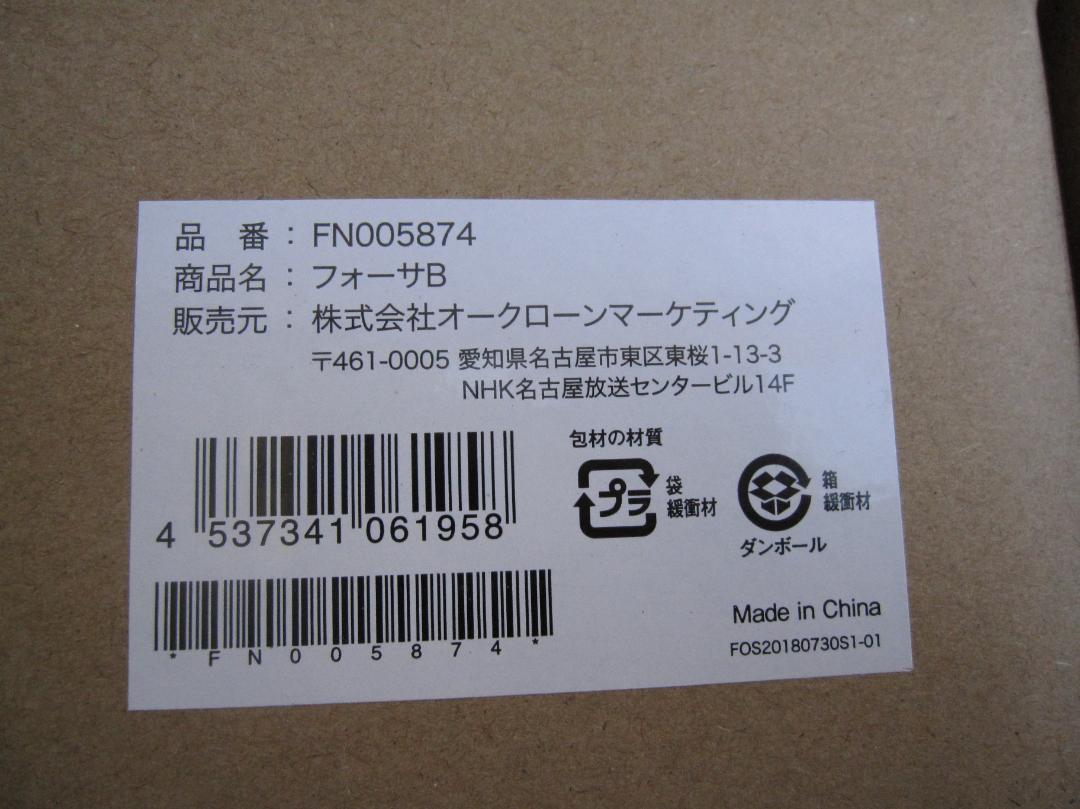 品　番 : FN005874
商品名 : フォーサB
販売元 : 株式会社オークローンマーケティング
〒461-0005 愛知県名古屋市東区東桜1-13-3
NHK名古屋放送センタービル14F
包材の材質
プラ 袋 緩衝材
箱 緩衝材
ダンボール
4 537341 061958
*FN005874*
Made in China
FOS20180730S1-01